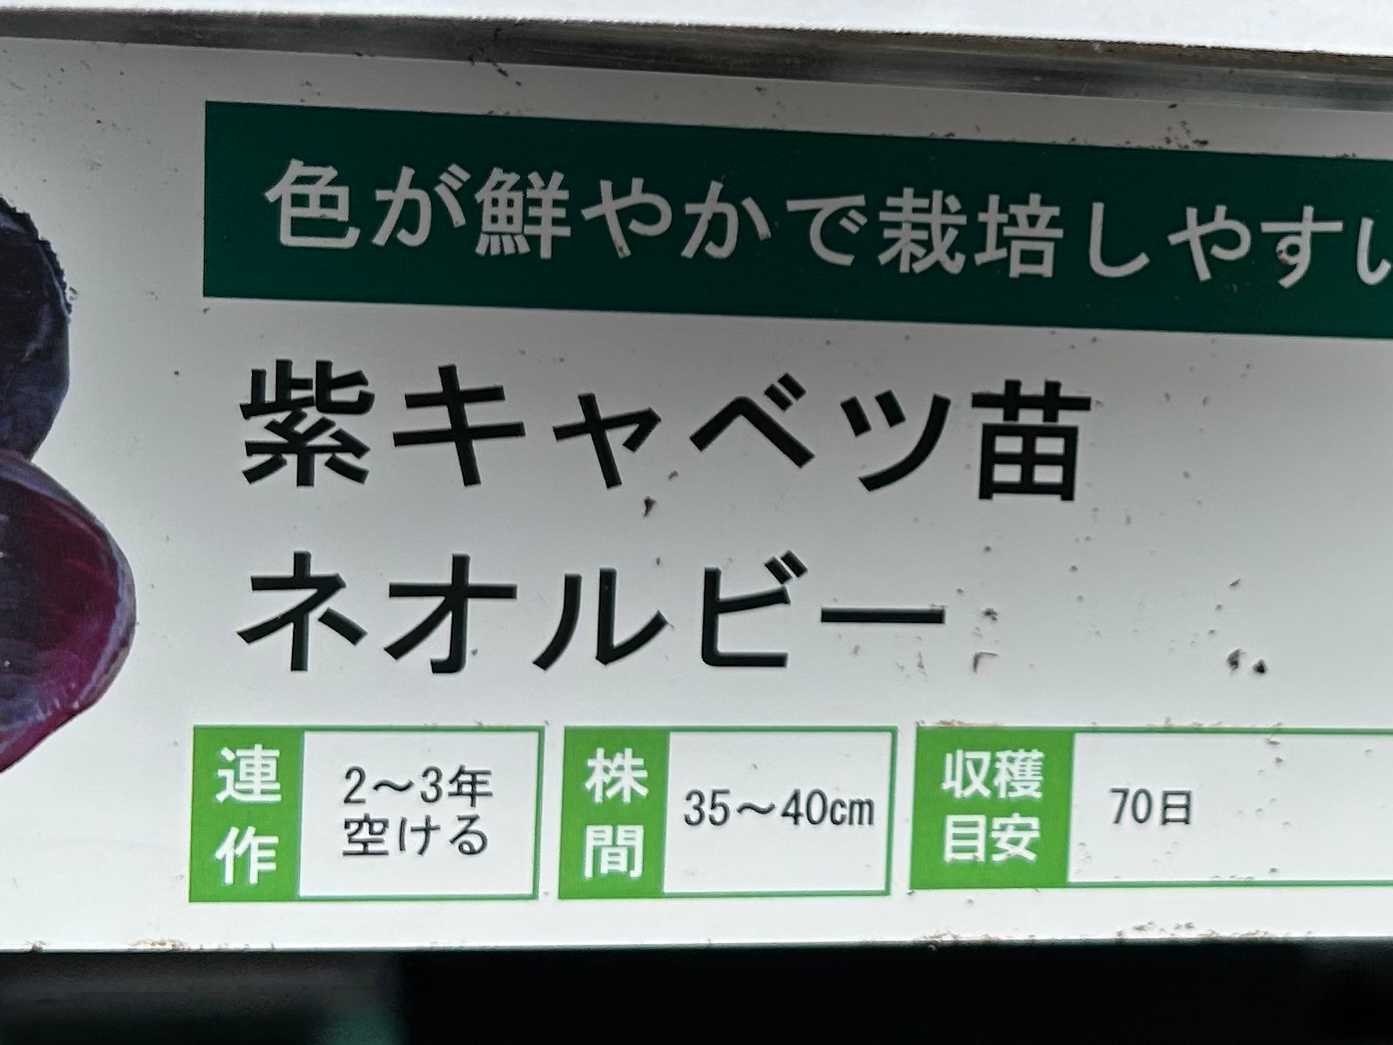 色が鮮やかで栽培しやすい
紫キャベツ苗
ネオルビー
連作
2～3年
空ける
株間
35～40cm
収穫
目安
70日